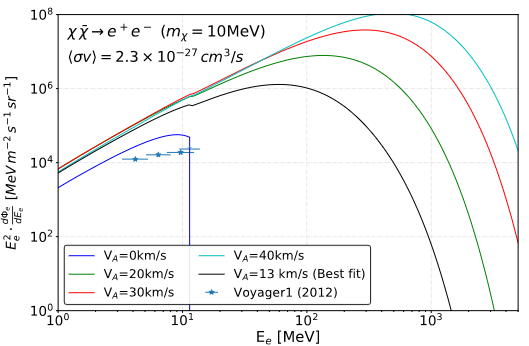 χ χ̄ → e⁺e⁻ (m_χ = 10MeV)
⟨σv⟩ = 2.3 × 10⁻²⁷ cm³/s
E_e² · dΦ_e/dE_e [MeV m⁻² s⁻¹ sr⁻¹]
10⁸
10⁶
10⁴
10²
10⁰
V_A=0km/s
V_A=20km/s
V_A=30km/s
V_A=40km/s
V_A=13 km/s (Best fit)
Voyager1 (2012)
10⁰ 10¹ 10² 10³
E_e [MeV]